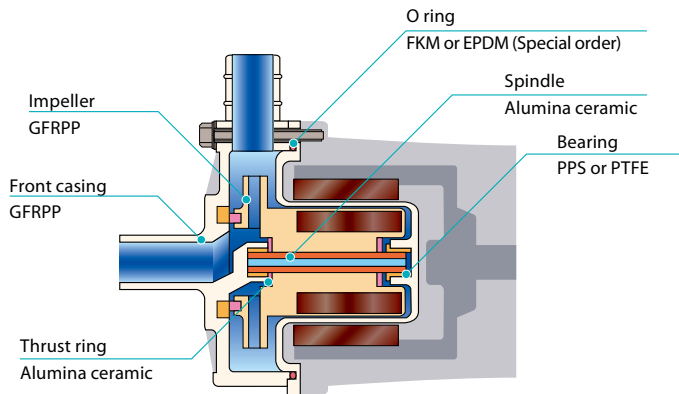 O ring
FKM or EPDM (Special order)
Spindle
Alumina ceramic
Impeller
GFRPP
Bearing
PPS or PTFE
Front casing
GFRPP
Thrust ring
Alumina ceramic